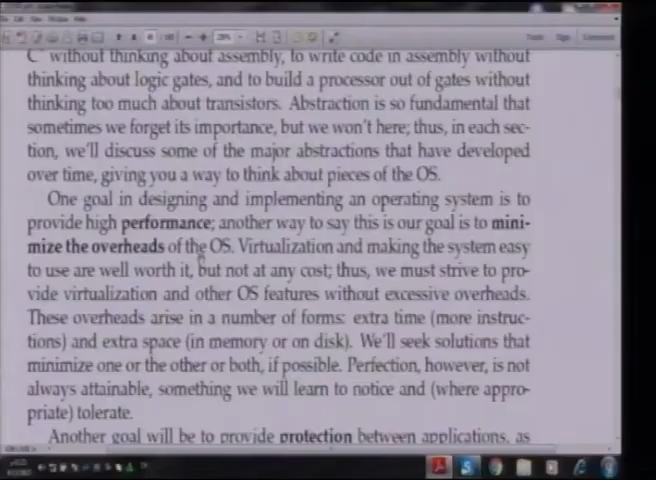 C without thinking about assembly, to write code in assembly without
thinking about logic gates, and to build a processor out of gates without
thinking too much about transistors. Abstraction is so fundamental that
sometimes we forget its importance, but we won't here; thus, in each sec-
tion, we'll discuss some of the major abstractions that have developed
over time, giving you a way to think about pieces of the OS.
One goal in designing and implementing an operating system is to
provide high performance; another way to say this is our goal is to mini-
mize the overheads of the OS. Virtualization and making the system easy
to use are well worth it, but not at any cost; thus, we must strive to pro-
vide virtualization and other OS features without excessive overheads.
These overheads arise in a number of forms: extra time (more instruc-
tions) and extra space (in memory or on disk). We'll seek solutions that
minimize one or the other or both, if possible. Perfection, however, is not
always attainable, something we will learn to notice and (where appro-
priate) tolerate.
Another goal will be to provide protection between applications, as